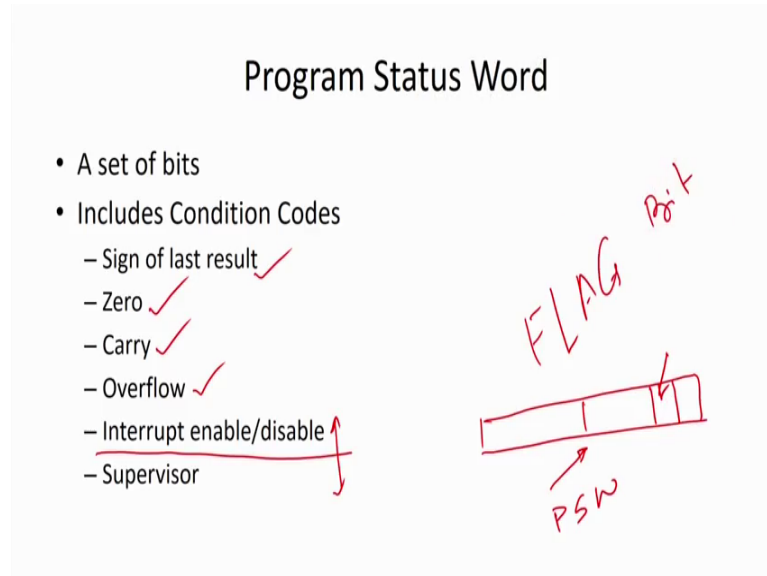 Program Status Word
• A set of bits
• Includes Condition Codes
– Sign of last result
– Zero
– Carry
– Overflow
– Interrupt enable/disable
– Supervisor
FLAG Bit
PSW